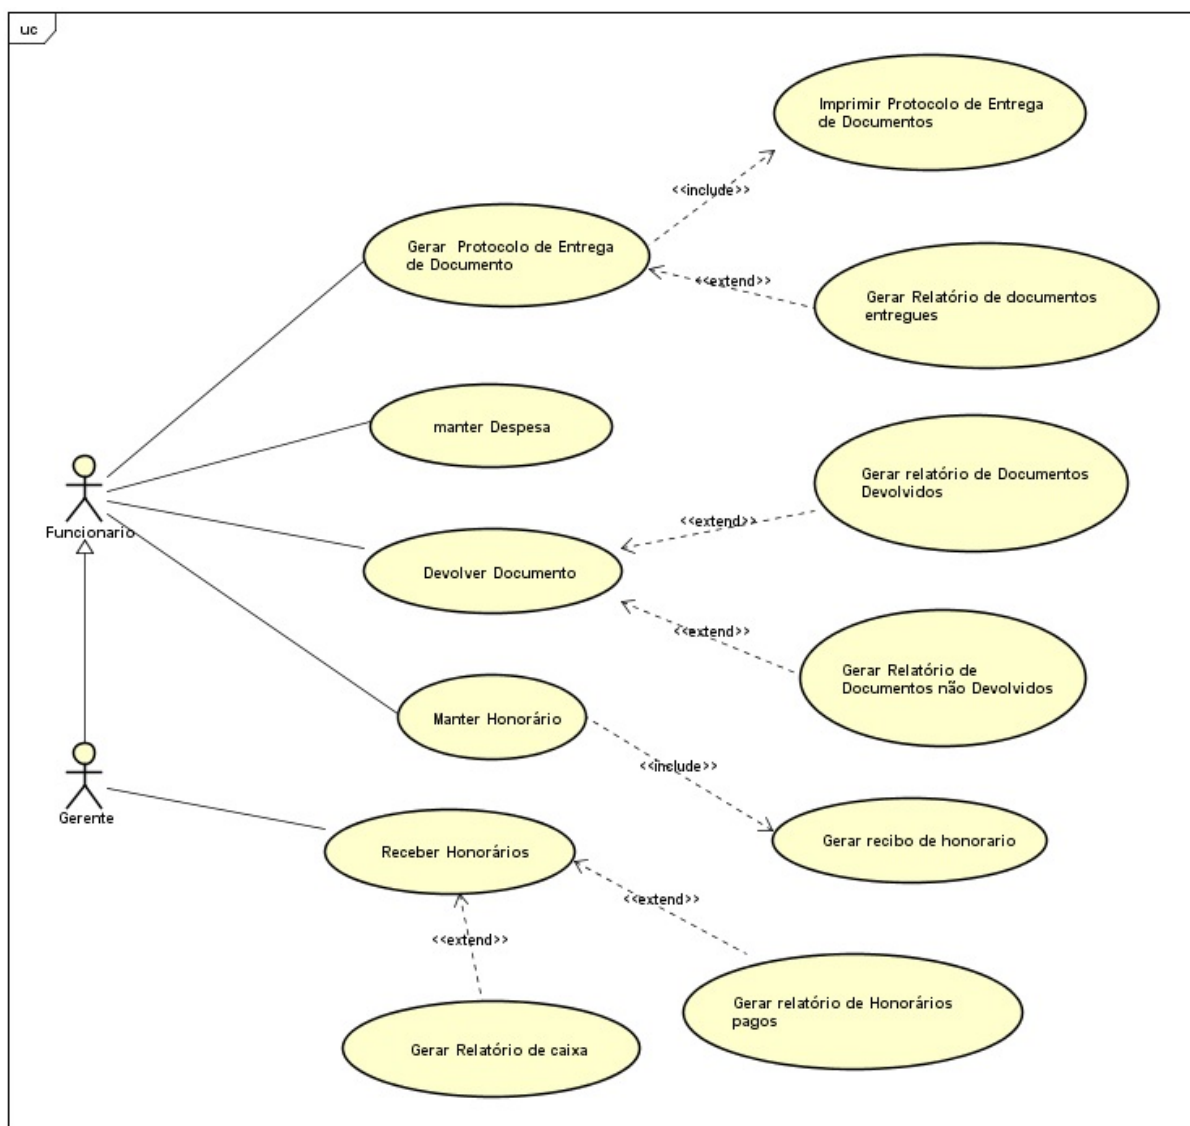 uc
Imprimir Protocolo de Entrega
de Documentos
<<include>>
Gerar Protocolo de Entrega
de Documento
<<extend>>
Gerar Relatório de documentos
entregues
manter Despesa
Gerar relatório de Documentos
Devolvidos
<<extend>>
Funcionario
Devolver Documento
<<extend>>
Gerar Relatório de
Documentos não Devolvidos
Manter Honorário
<<include>>
Gerente
Gerar recibo de honorario
Receber Honorários
<<extend>>
<<extend>>
Gerar relatório de Honorários
pagos
Gerar Relatório de caixa